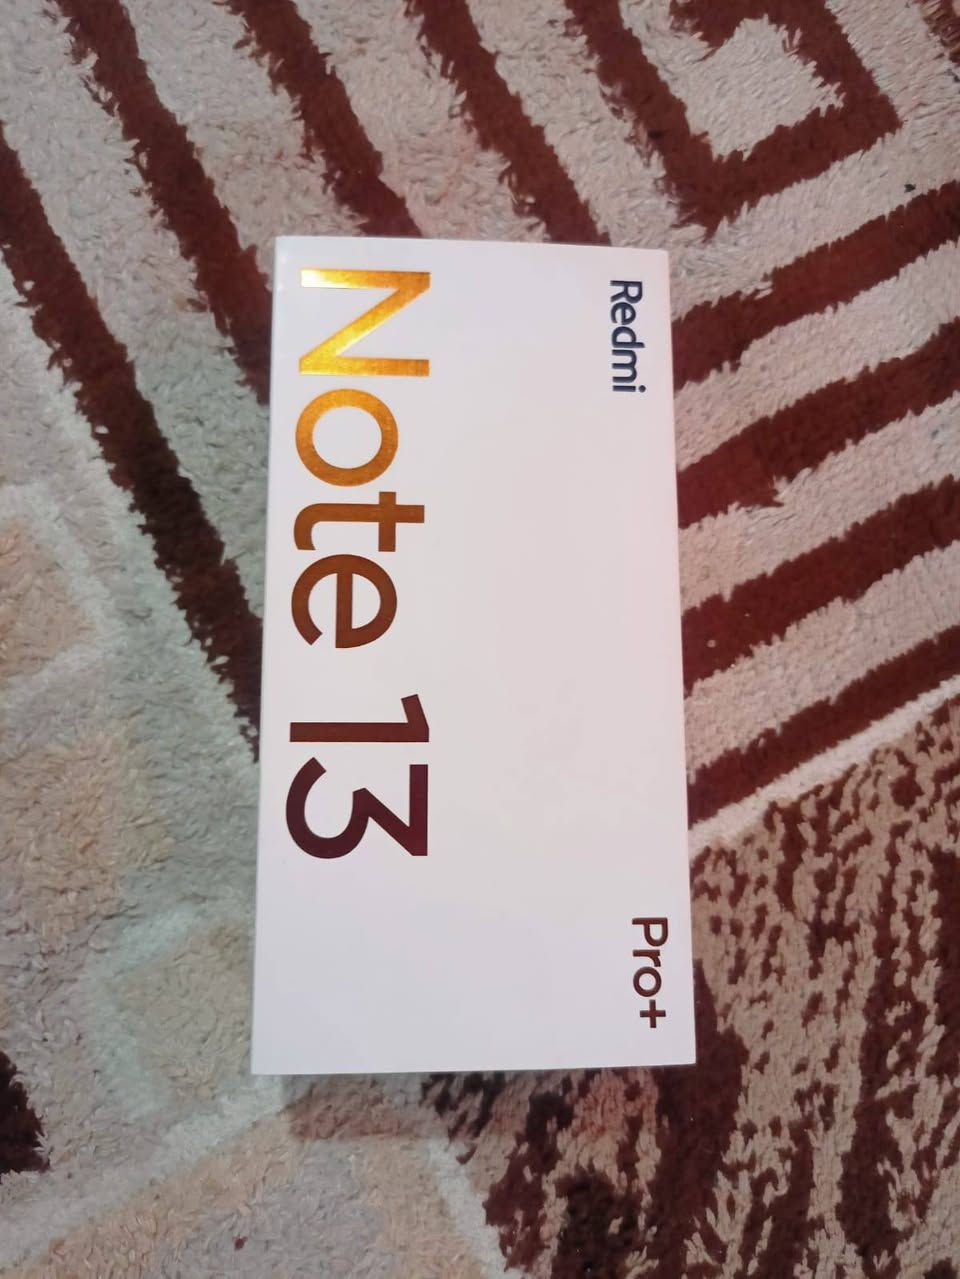 Redmi
Pro+
Note 13